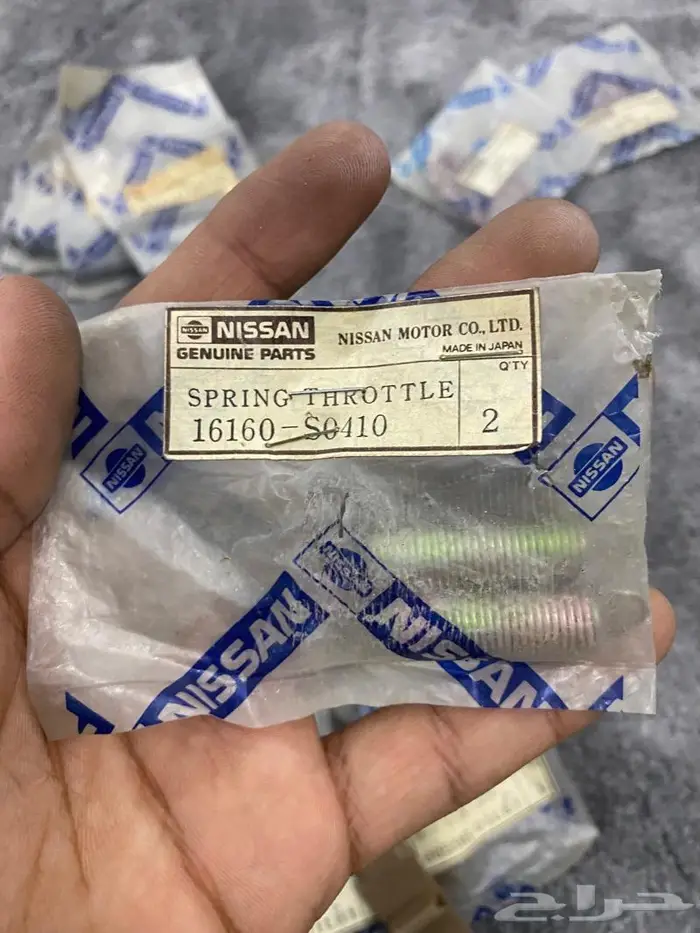 NISSAN NISSAN
GENUINE PARTS
NISSAN MOTOR CO., LTD.
MADE IN JAPAN
SPRING THROTTLE
16160-S0410
Q'TY
2
NISSAN
NISSAN
NISSAN
NISSAN
حراج